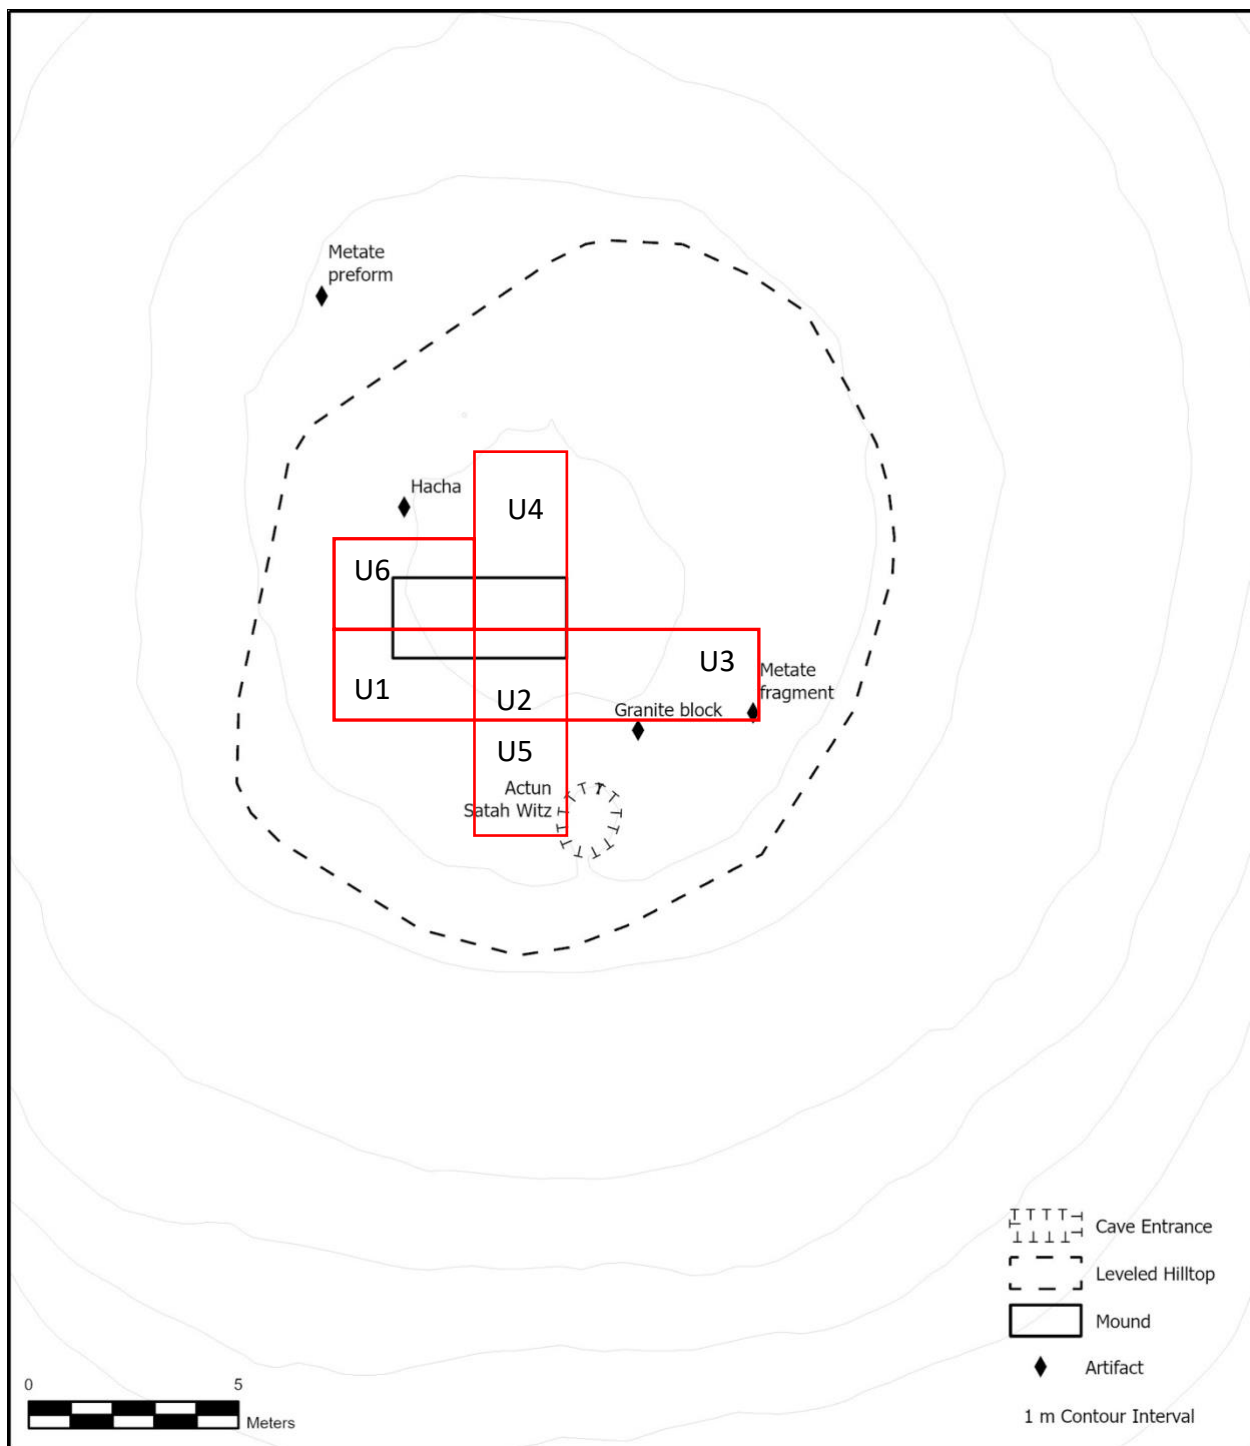 Metate
preform
Hacha
U4
U6
U3
Metate
fragment
U1
U2
Granite block
U5
Actun
Satah Witz
Cave Entrance
Leveled Hilltop
Mound
Artifact
1 m Contour Interval
0 5
Meters